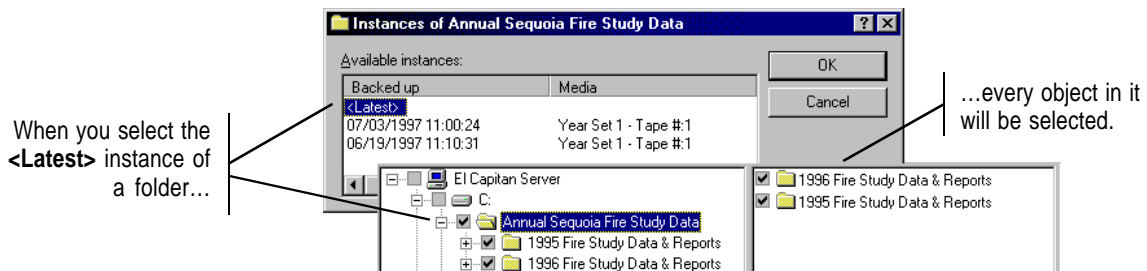 Instances of Annual Sequoia Fire Study Data
Available instances:
Backed up Media
<Latest>
07/03/1997 11:00:24 Year Set 1 - Tape #:1
06/19/1997 11:10:31 Year Set 1 - Tape #:1
OK
Cancel
When you select the
<Latest> instance of
a folder...
...every object in it
will be selected.
El Capitan Server
C:
Annual Sequoia Fire Study Data
1995 Fire Study Data & Reports
1996 Fire Study Data & Reports
1996 Fire Study Data & Reports
1995 Fire Study Data & Reports